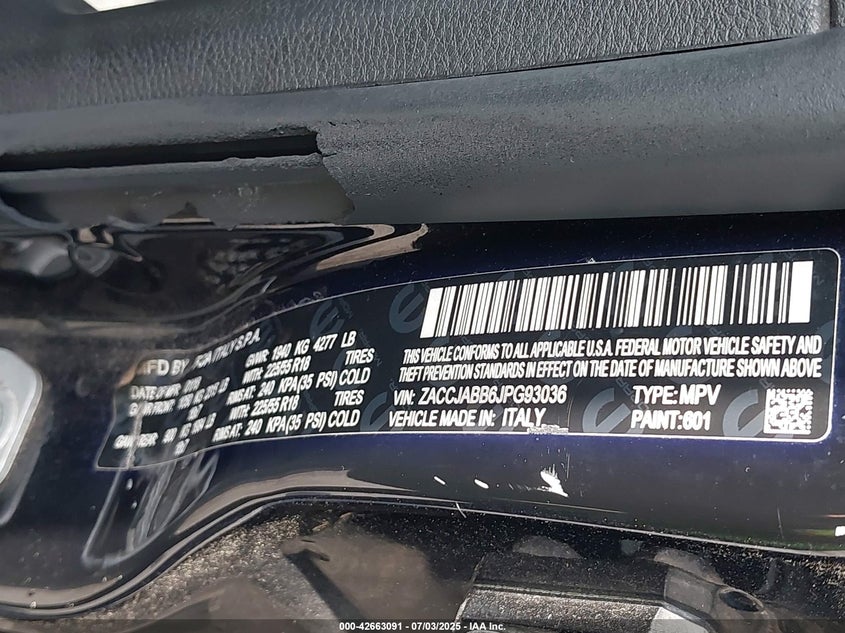 MFD BY FCA ITALY S.P.A.
GVWR: 1940 KG 4277 LB
DATE OF MFR
WITH: 225/55 R18 TIRES
RMS AT: 240 KPA (35 PSI) COLD
WITH: 225/55 R18 TIRES
RMS AT: 240 KPA (35 PSI) COLD
THIS VEHICLE CONFORMS TO ALL APPLICABLE U.S.A. FEDERAL MOTOR VEHICLE SAFETY AND
THEFT PREVENTION STANDARDS IN EFFECT ON THE DATE OF MANUFACTURE SHOWN ABOVE
VIN: ZACCJABB6JPG93036 TYPE: MPV
VEHICLE MADE IN: ITALY PAINT: 601
000-42663091 - 07/03/2025 - IAA Inc.